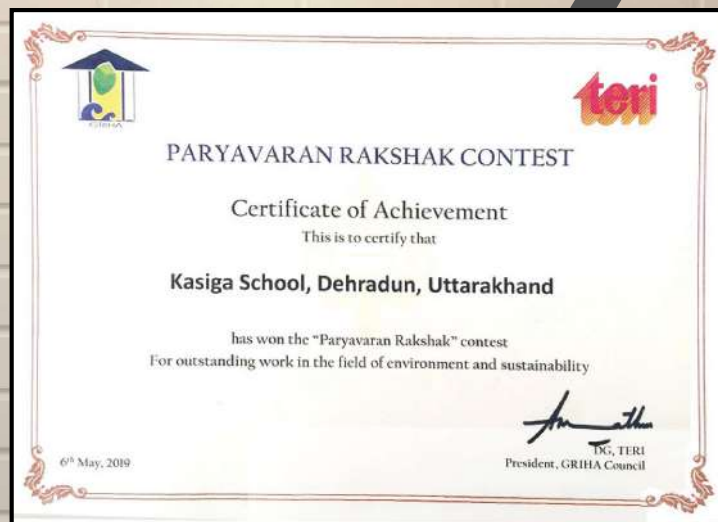 GRIHA
teri
PARYAVARAN RAKSHAK CONTEST
Certificate of Achievement
This is to certify that
Kasiga School, Dehradun, Uttarakhand
has won the "Paryavaran Rakshak" contest
For outstanding work in the field of environment and sustainability
DG, TERI
6th May, 2019
President, GRIHA Council